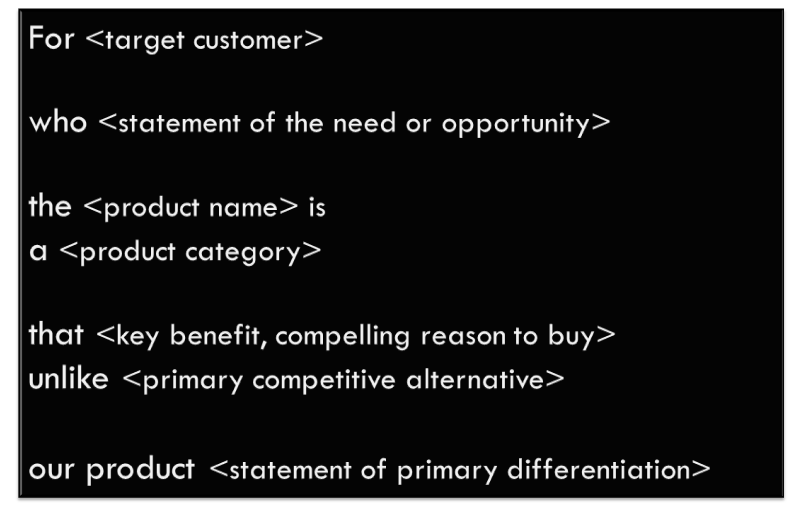 For <target customer>
who <statement of the need or opportunity>
the <product name> is
a <product category>
that <key benefit, compelling reason to buy>
unlike <primary competitive alternative>
our product <statement of primary differentiation>